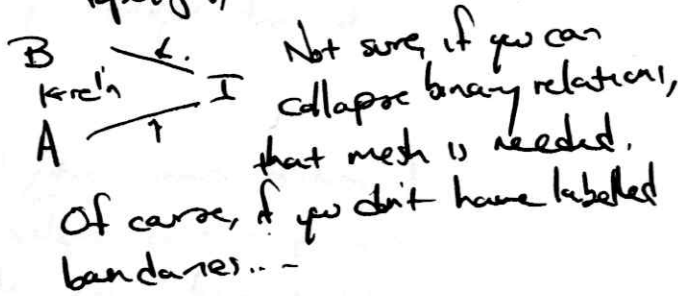 B
Not sure, if you can
I
collapse binary relations,
A
that mesh is needed.
Of course, if you don't have labelled
boundaries...